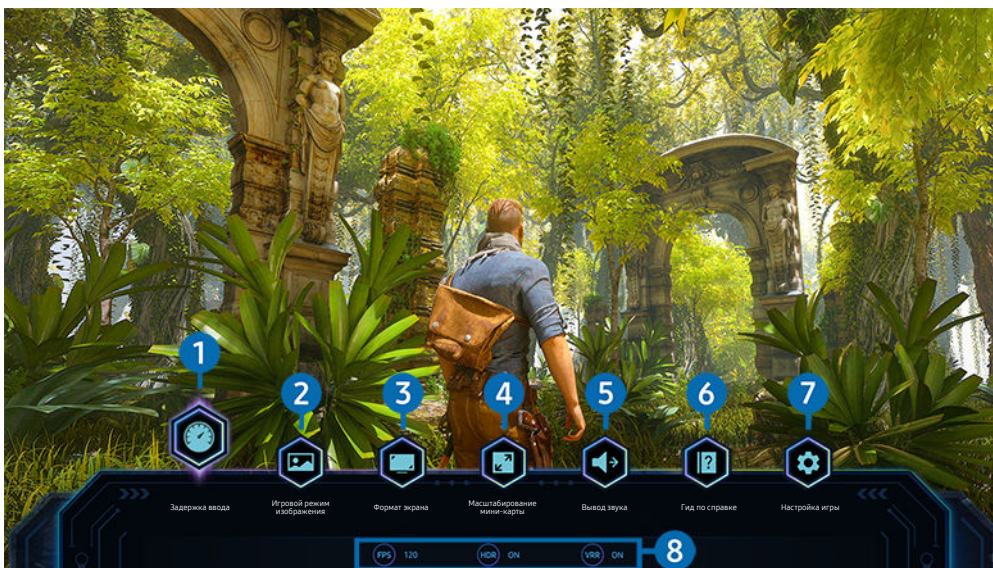 1
2
3
4
5
6
7
Задержка ввода
Игровой режим
изображения
Формат экрана
Масштабирование
мини-карты
Вывод звука
Гид по справке
Настройка игры
?
FPS 120 HDR ON VRR ON 8